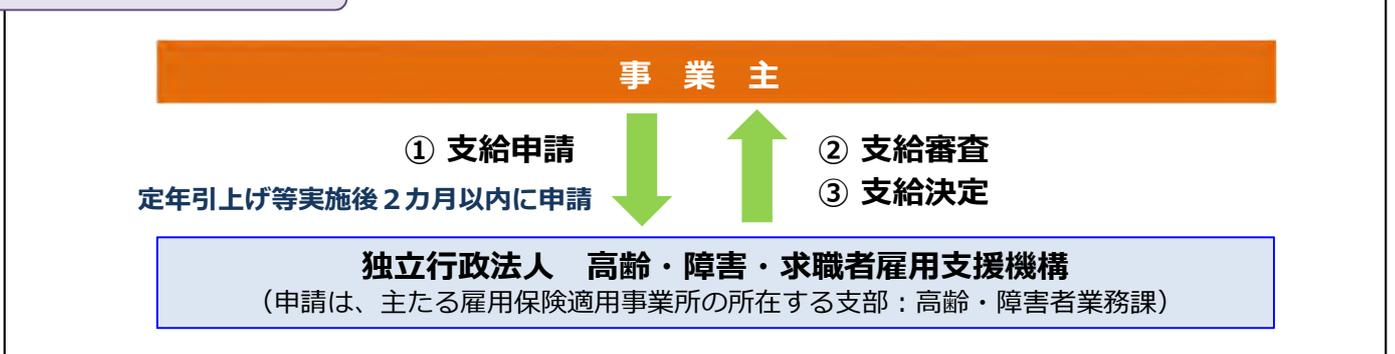 事　業　主
① 支給申請
定年引上げ等実施後２カ月以内に申請
② 支給審査
③ 支給決定
独立行政法人　高齢・障害・求職者雇用支援機構
（申請は、主たる雇用保険適用事業所の所在する支部：高齢・障害者業務課）